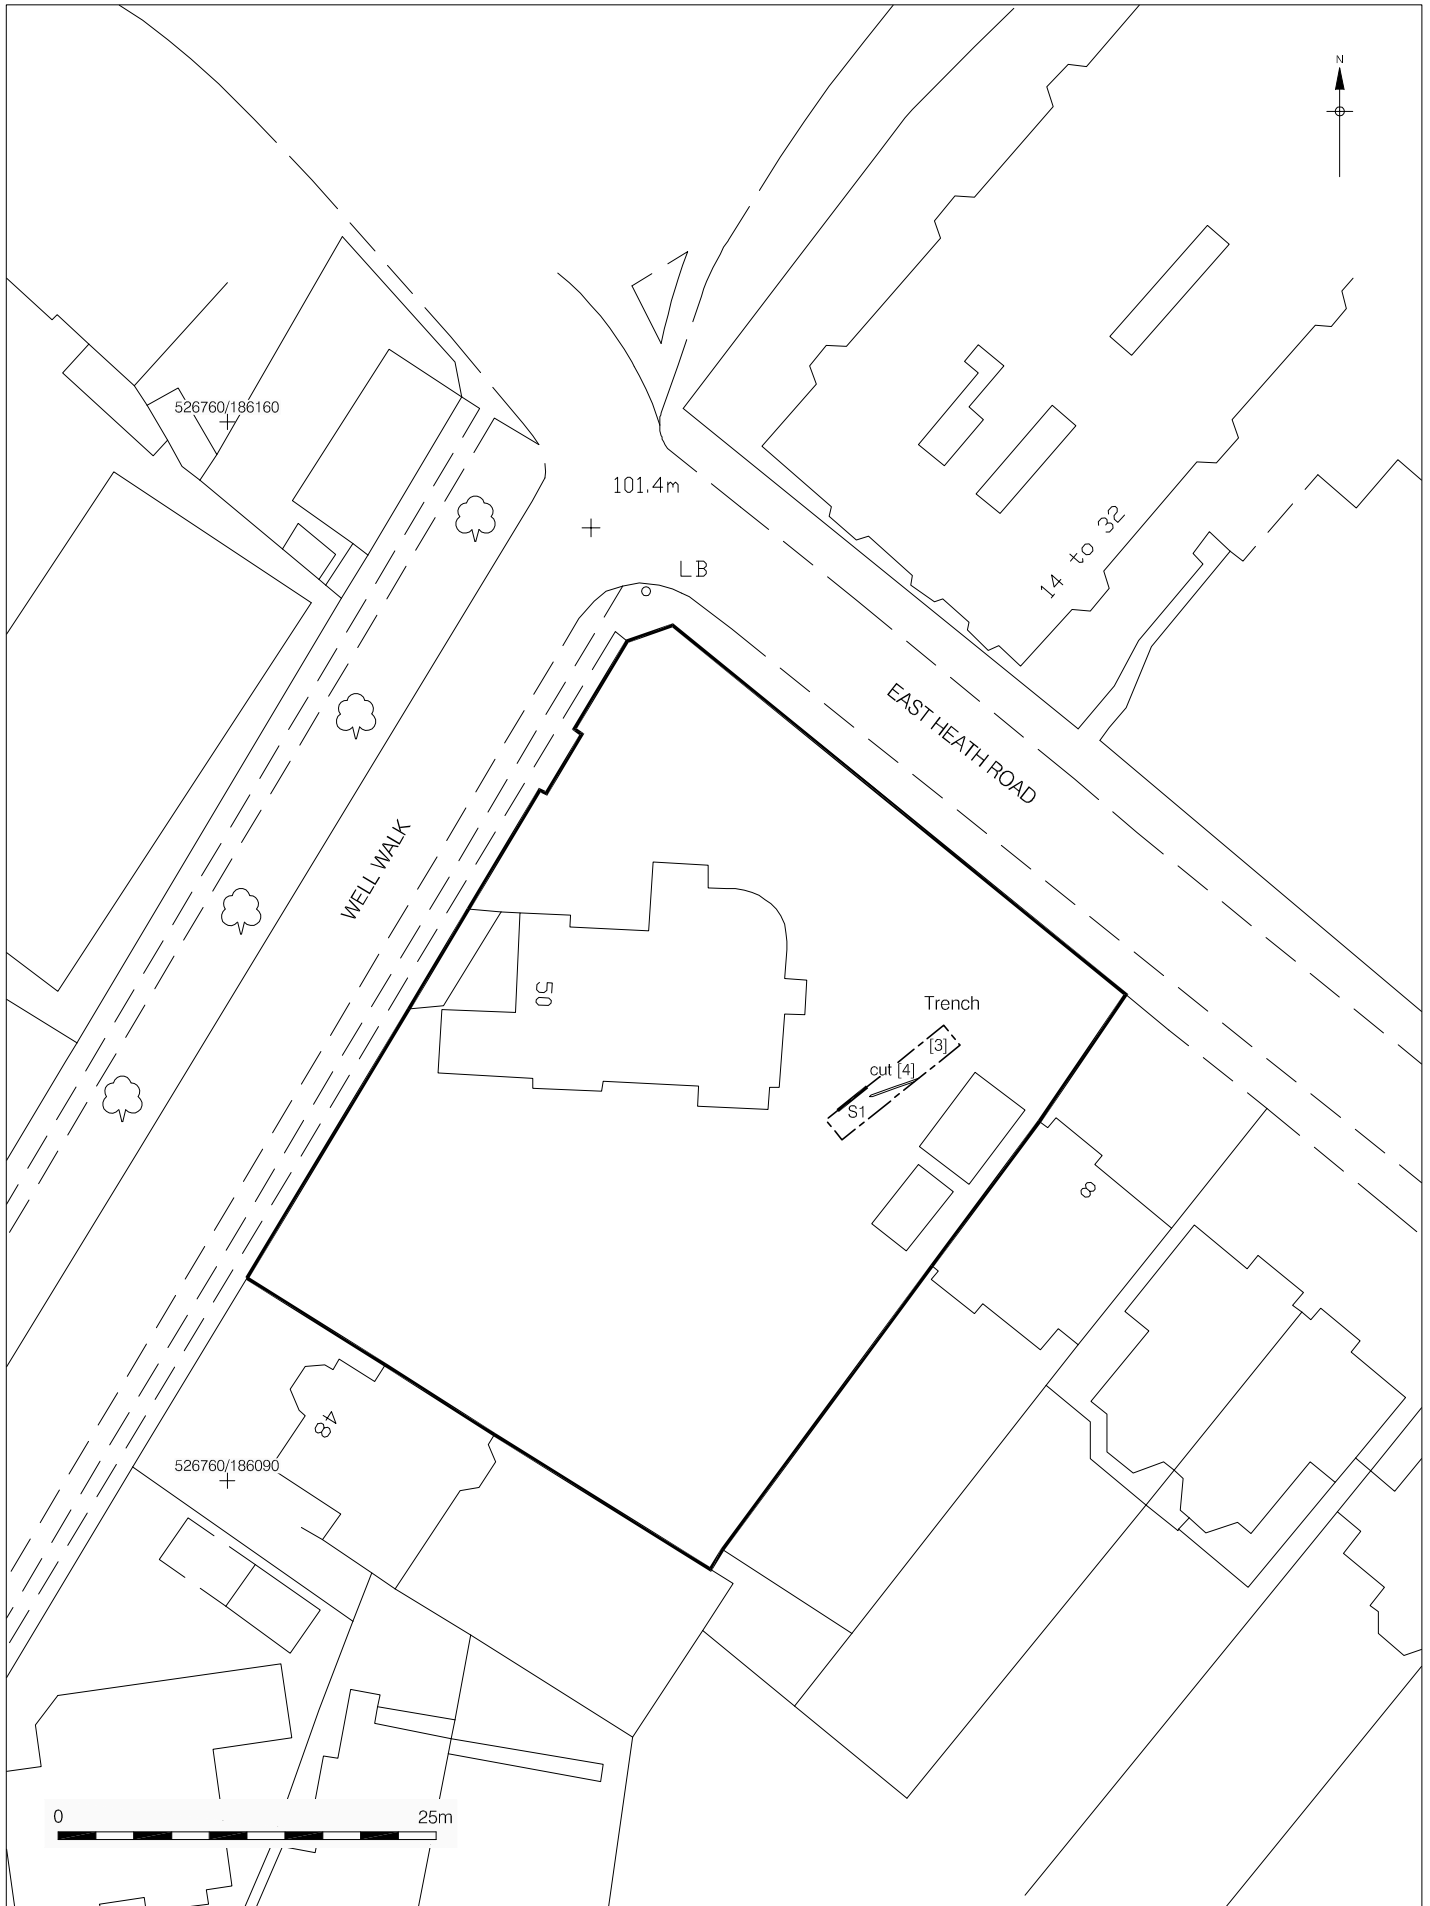 N
526760/186160
101.4m
LB
14 to 32
EAST HEATH ROAD
WELL WALK
50
Trench
[3]
cut [4]
S1
8
48
526760/186090
0 25m